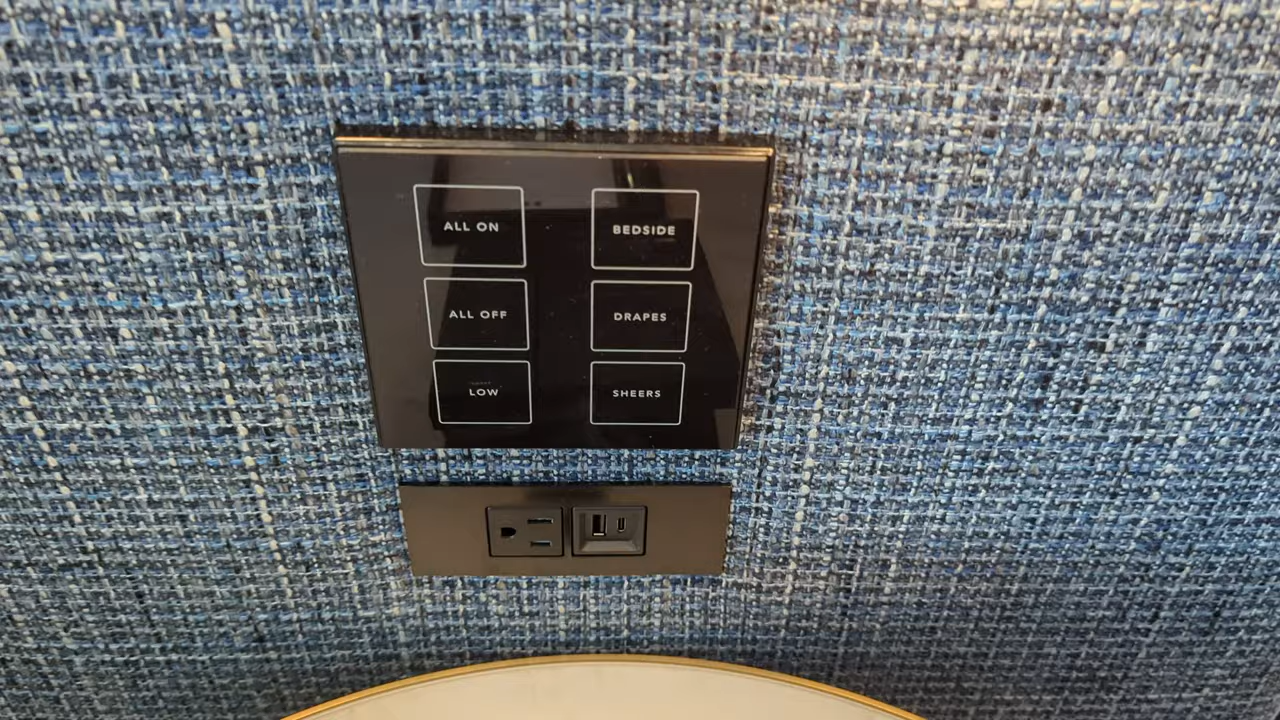 ALL ON
BEDSIDE
ALL OFF
DRAPES
LOW
SHEERS